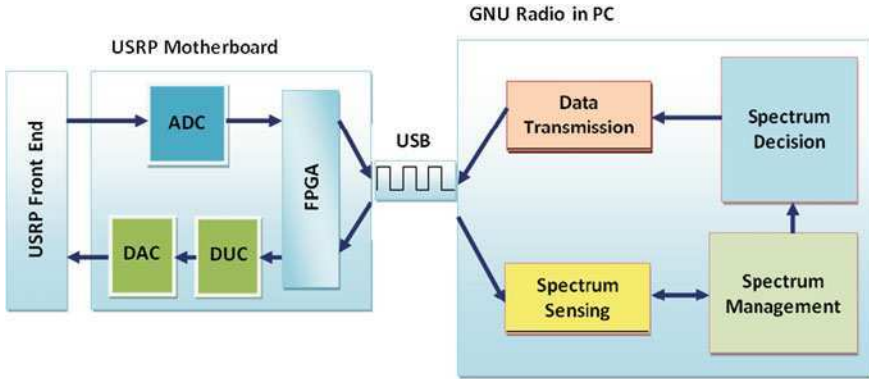 GNU Radio in PC
USRP Motherboard
USRP Front End
ADC
FPGA
DAC
DUC
USB
Data
Transmission
Spectrum
Decision
Spectrum
Sensing
Spectrum
Management